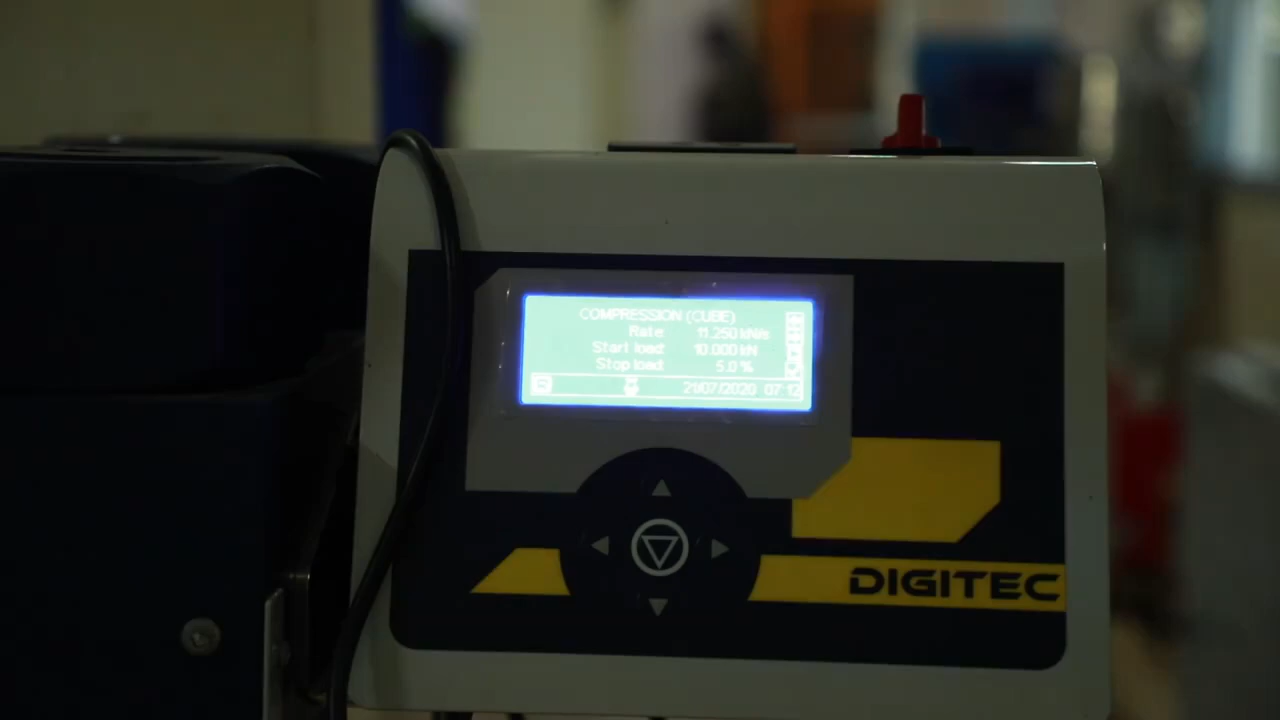 COMPRESSION (CUBE)
Rate: 11.250 kN/s
Start load: 10.000 kN
Stop load: 5.0 %
21/07/2020 07:12
DIGITEC